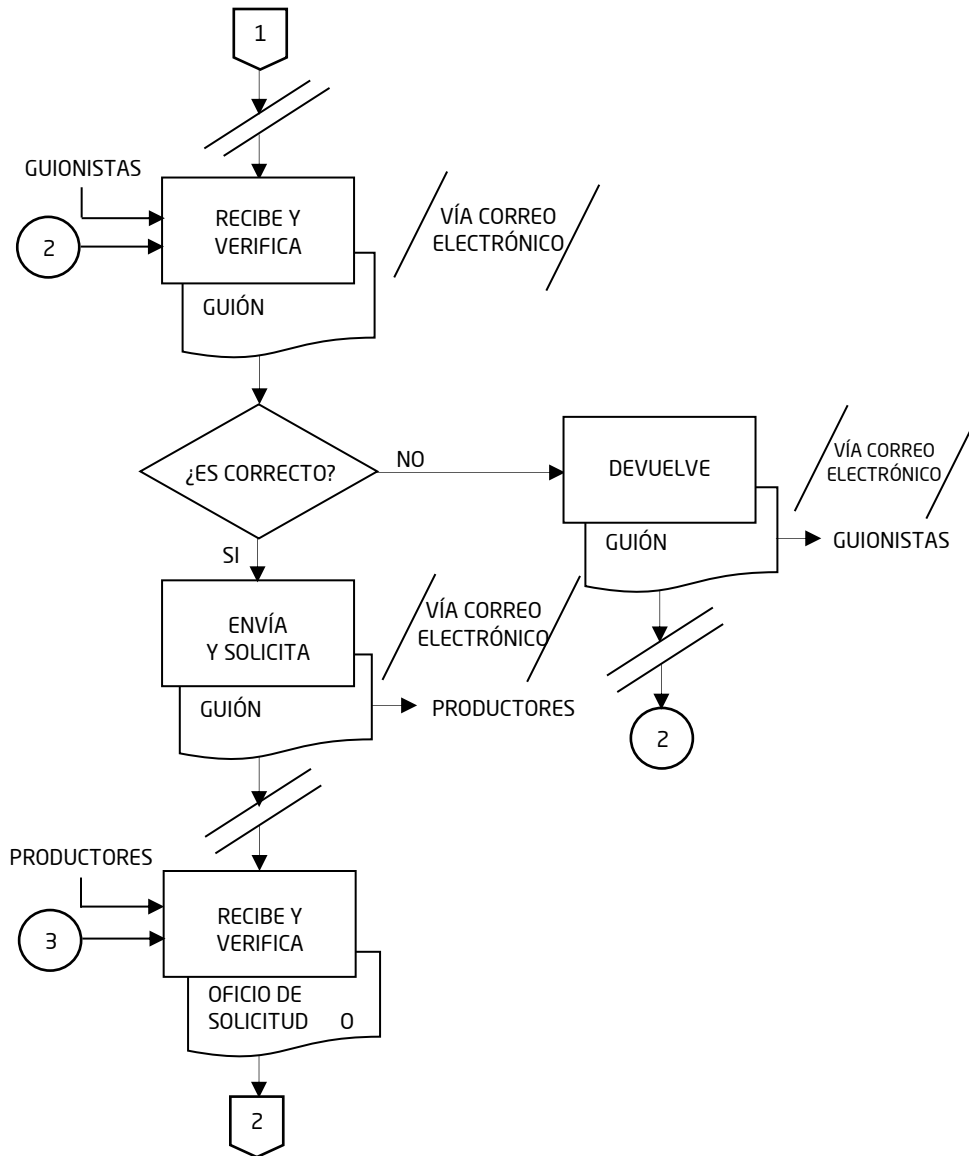 1
GUIONISTAS
2
RECIBE Y
VERIFICA
VÍA CORREO
ELECTRÓNICO
GUIÓN
¿ES CORRECTO?
NO
DEVUELVE
VÍA CORREO
ELECTRÓNICO
GUIÓN
GUIONISTAS
2
SI
ENVÍA
Y SOLICITA
VÍA CORREO
ELECTRÓNICO
GUIÓN
PRODUCTORES
PRODUCTORES
3
RECIBE Y
VERIFICA
OFICIO DE
SOLICITUD O
2